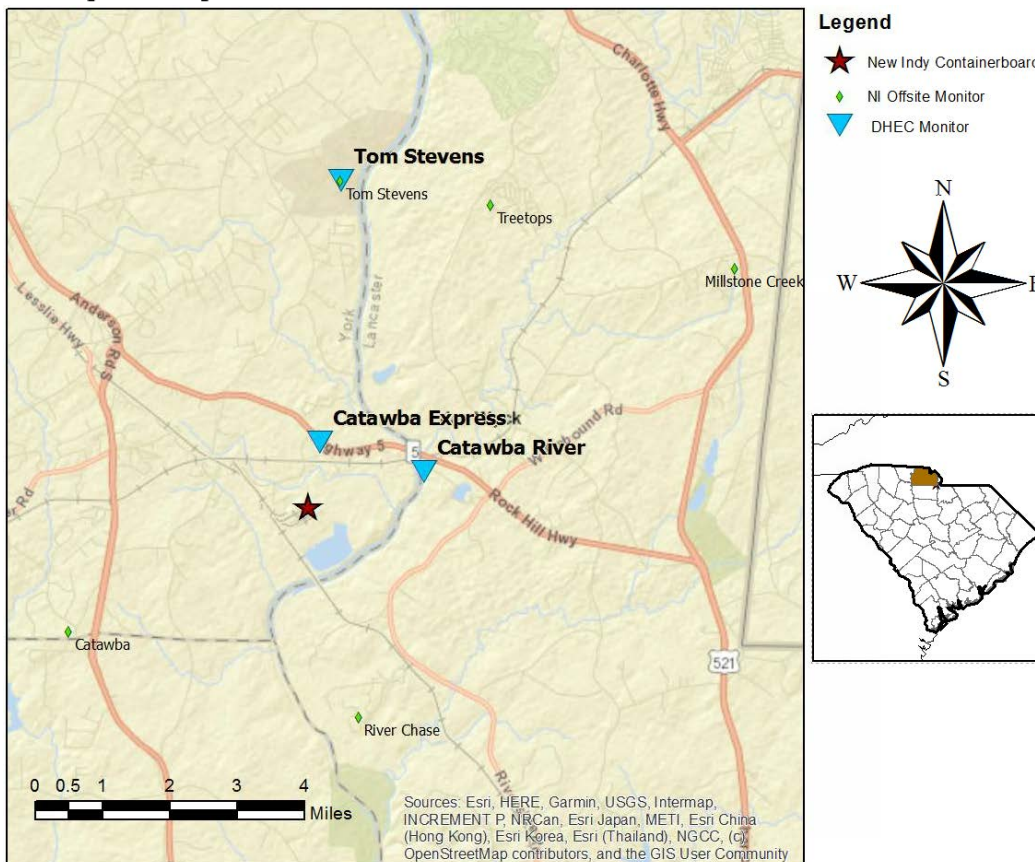 Legend
New Indy Containerboard
NI Offsite Monitor
DHEC Monitor
N
W
S
Charlotte Hwy
Tom Stevens
Tom Stevens
Treetops
Millstone Creek
Lesslie Hwy
Anderson Rd S
York
Lancaster
Catawba Express
Highway 5
5
Catawba River
Rock Hill Hwy
521
Catawba
River Chase
0 0.5 1 2 3 4
Miles
Sources: Esri, HERE, Garmin, USGS, Intermap,
INCREMENT P, NRCan, Esri Japan, METI, Esri China
(Hong Kong), Esri Korea, Esri (Thailand), NGCC, (c)
OpenStreetMap contributors, and the GIS User Community